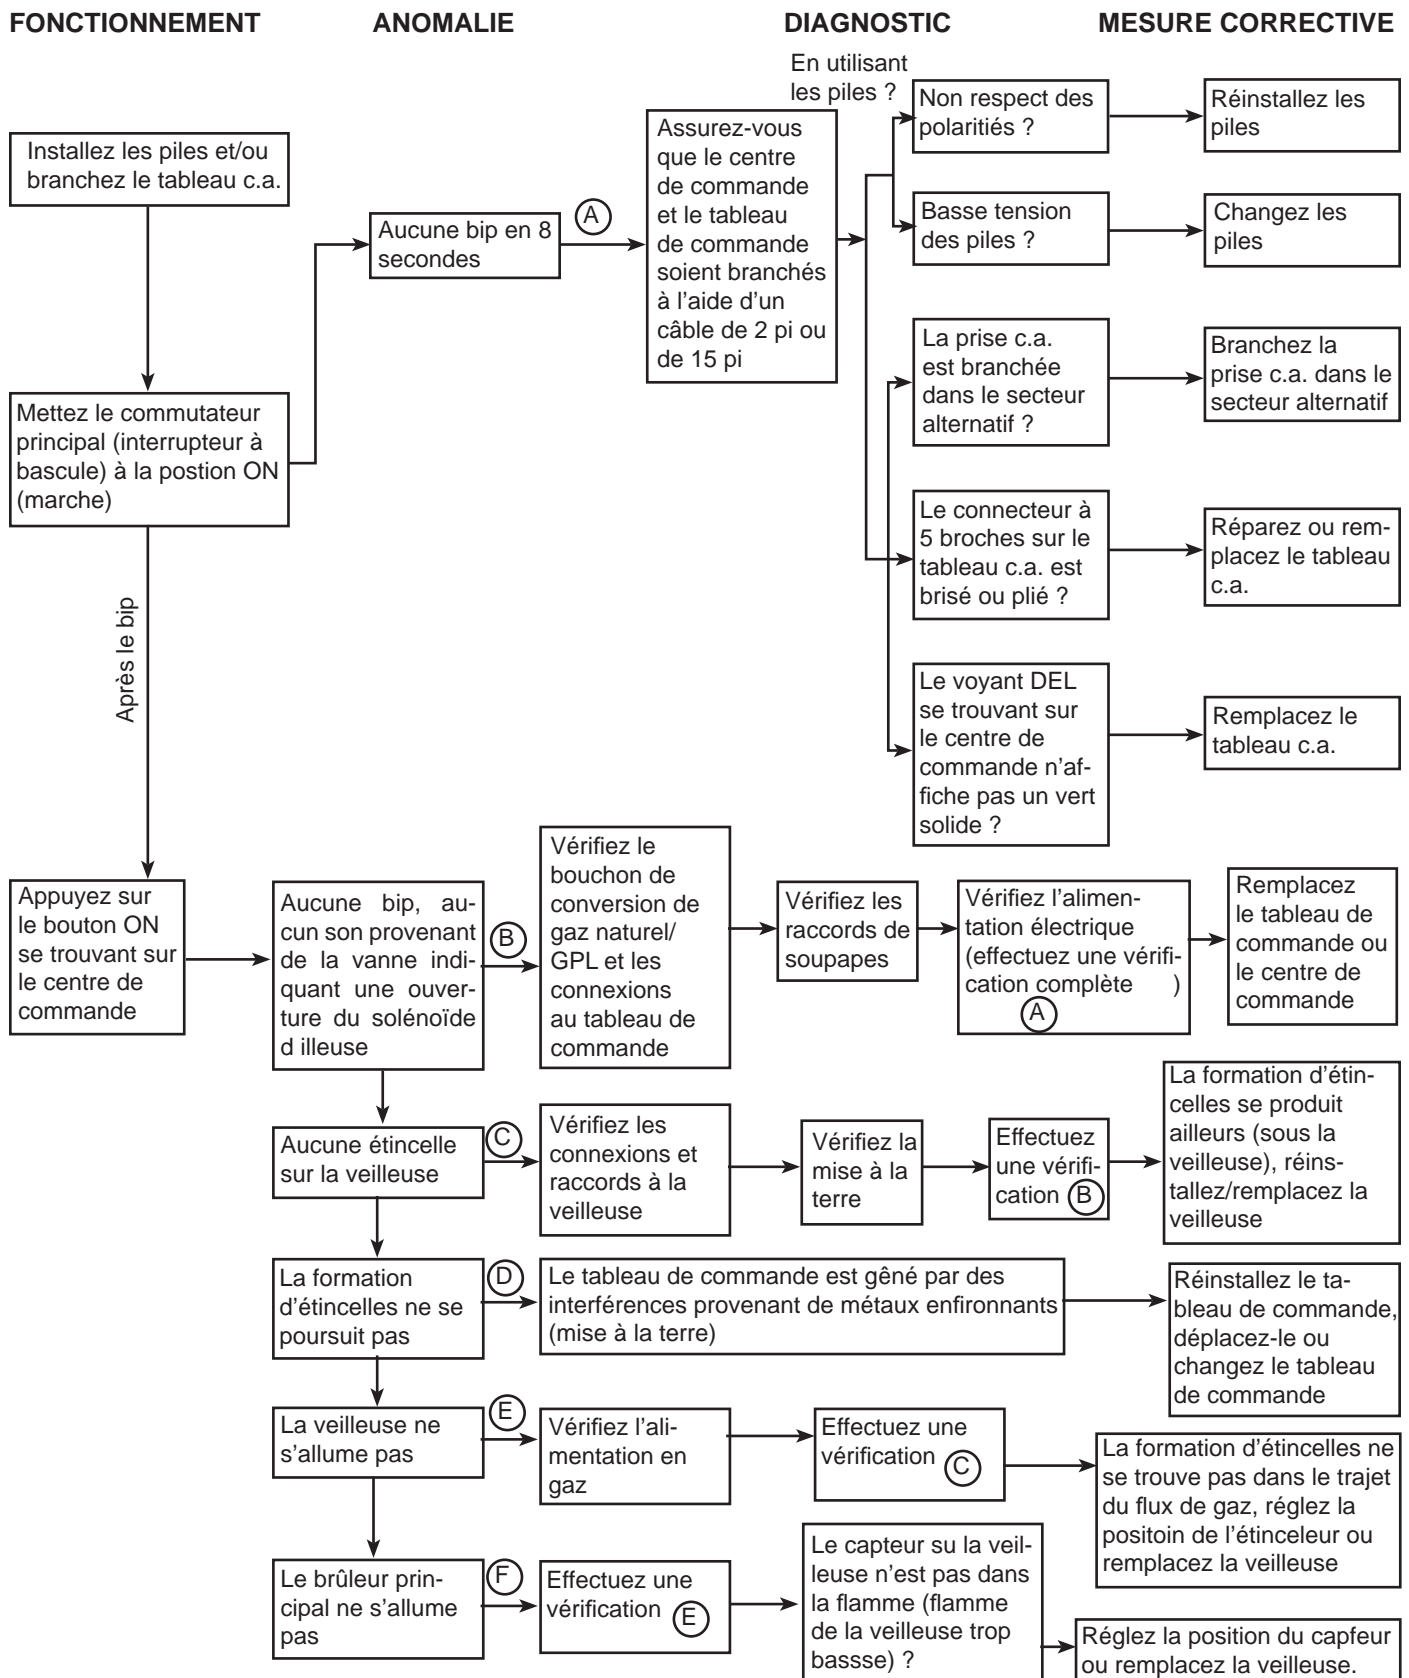 FONCTIONNEMENT ANOMALIE DIAGNOSTIC MESURE CORRECTIVE
En utilisant
les piles ?
Installez les piles et/ou
branchez le tableau c.a.
Mettez le commutateur
principal (interrupteur à
bascule) à la postion ON
(marche)
Après le bip
Aucune bip en 8
secondes
A
Assurez-vous
que le centre
de commande
et le tableau
de commande
soient branchés
à l'aide d'un
câble de 2 pi ou
de 15 pi
Non respect des
polaritiés ?
Réinstallez les
piles
Basse tension
des piles ?
Changez les
piles
La prise c.a.
est branchée
dans le secteur
alternatif ?
Branchez la
prise c.a. dans le
secteur alternatif
Le connecteur à
5 broches sur le
tableau c.a. est
brisé ou plié ?
Réparez ou rem-
placez le tableau
c.a.
Le voyant DEL
se trouvant sur
le centre de
commande n'af-
fiche pas un vert
solide ?
Remplacez le
tableau c.a.
Appuyez sur
le bouton ON
se trouvant sur
le centre de
commande
Aucune bip, au-
cun son provenant
de la vanne indi-
quant une ouver-
ture du solénoïde
d illeuse
B
Vérifiez le
bouchon de
conversion de
gaz naturel/
GPL et les
connexions
au tableau de
commande
Vérifiez les
raccords de
soupapes
Vérifiez l'alimen-
tation électrique
(effectuez une vérifi-
cation complète )
A
Remplacez
le tableau de
commande ou
le centre de
commande
Aucune étincelle
sur la veilleuse
C
Vérifiez les
connexions et
raccords à la
veilleuse
Vérifiez la
mise à la
terre
Effectuez
une vérifi-
cation B
La formation d'étin-
celles se produit
ailleurs (sous la
veilleuse), réins-
tallez/remplacez la
veilleuse
La formation
d'étincelles ne se
poursuit pas
D
Le tableau de commande est gêné par des
interférences provenant de métaux enfironnants
(mise à la terre)
Réinstallez le ta-
bleau de commande,
déplacez-le ou
changez le tableau
de commande
La veilleuse ne
s'allume pas
E
Vérifiez l'ali-
mentation en
gaz
Effectuez une
vérification C
La formation d'étincelles ne
se trouve pas dans le trajet
du flux de gaz, réglez la
positoin de l'étinceleur ou
remplacez la veilleuse
Le brûleur prin-
cipal ne s'allume
pas
F
Effectuez une
vérification E
Le capteur su la veil-
leuse n'est pas dans
la flamme (flamme
de la veilleuse trop
bassse) ?
Réglez la position du capfeur
ou remplacez la veilleuse.